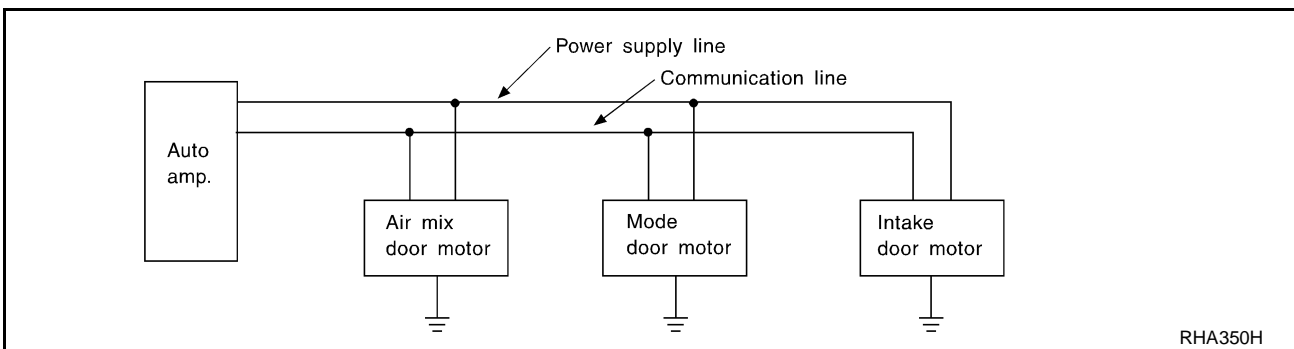 Power supply line
Communication line
Auto
amp.
Air mix
door motor
Mode
door motor
Intake
door motor
RHA350H